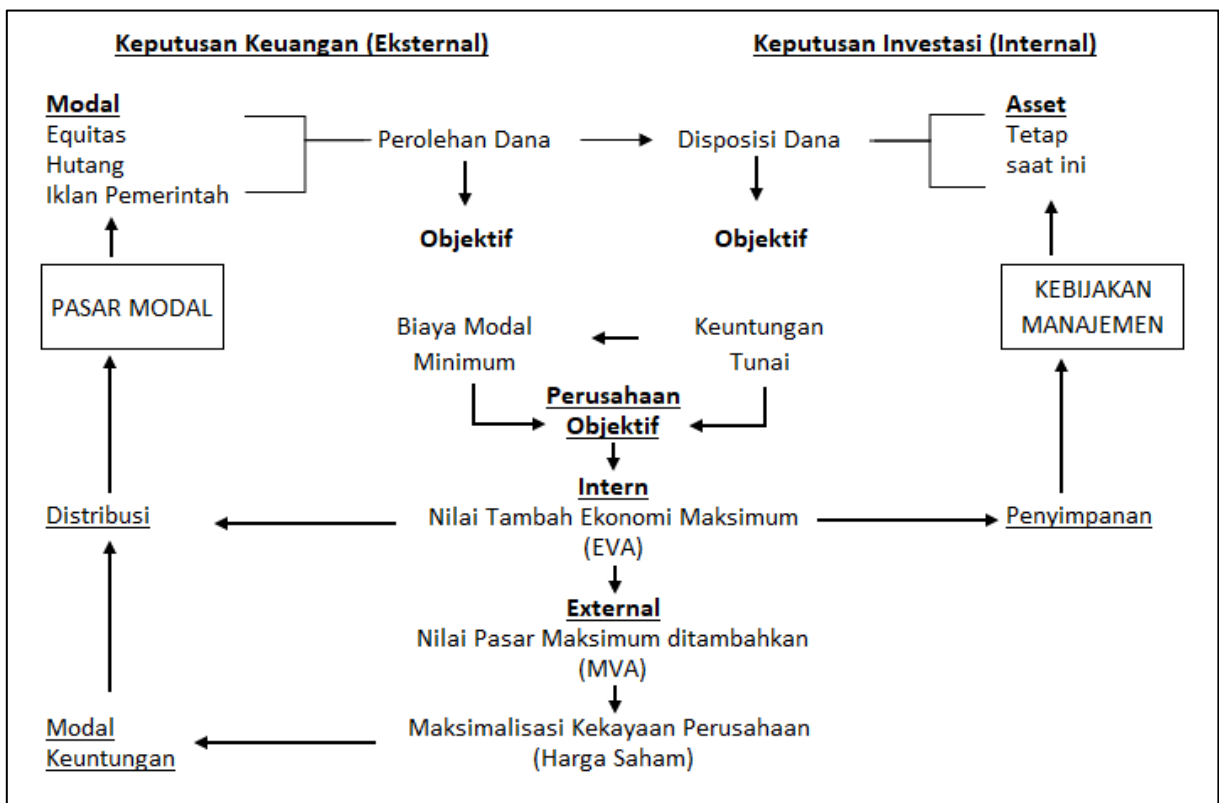 Keputusan Keuangan (Eksternal)
Keputusan Investasi (Internal)
Modal
Equitas
Hutang
Iklan Pemerintah
Perolehan Dana
Disposisi Dana
Asset
Tetap
saat ini
Objektif
Objektif
PASAR MODAL
Biaya Modal
Minimum
Keuntungan
Tunai
KEBIJAKAN
MANAJEMEN
Perusahaan
Objektif
Intern
Nilai Tambah Ekonomi Maksimum
(EVA)
Distribusi
Penyimpanan
External
Nilai Pasar Maksimum ditambahkan
(MVA)
Modal
Keuntungan
Maksimalisasi Kekayaan Perusahaan
(Harga Saham)